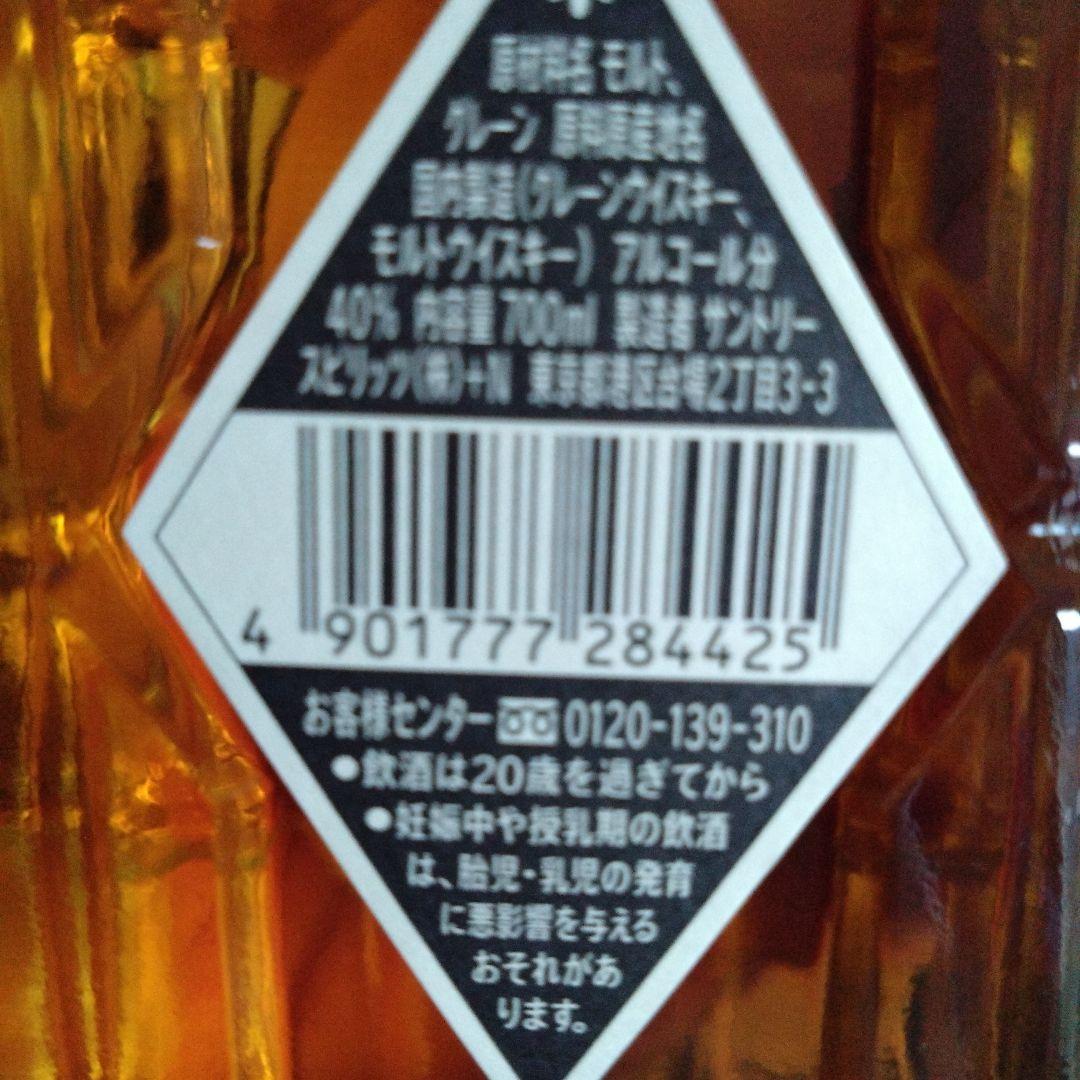 原材料名 モルト、
グレーン 原料原産地名
国内製造(グレーンウイスキー、
モルトウイスキー) アルコール分
40% 内容量 700ml 製造者 サントリー
スピリッツ(株)+N 東京都港区台場2丁目3-3
4 901777 284425
お客様センター 0120-139-310
●飲酒は20歳を過ぎてから
●妊娠中や授乳期の飲酒
は、胎児・乳児の発育
に悪影響を与える
おそれがあ
ります。